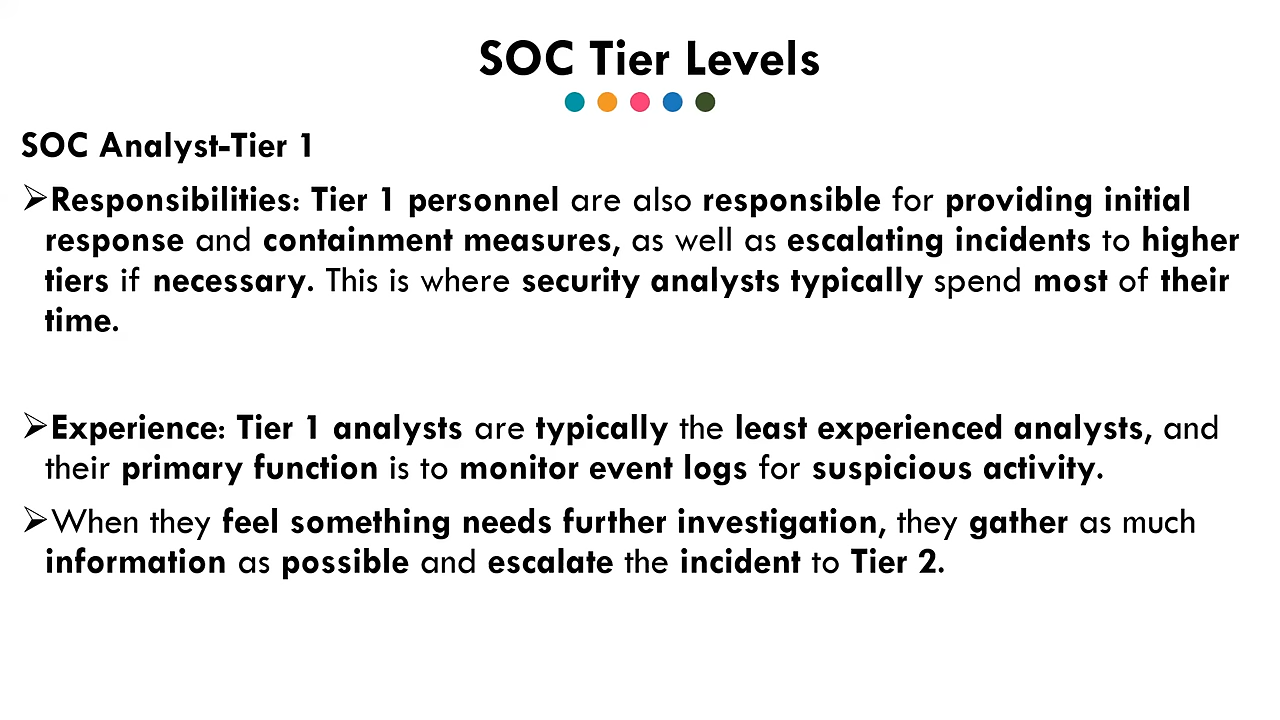 SOC Tier Levels
SOC Analyst-Tier 1
➢Responsibilities: Tier 1 personnel are also responsible for providing initial
response and containment measures, as well as escalating incidents to higher
tiers if necessary. This is where security analysts typically spend most of their
time.
➢Experience: Tier 1 analysts are typically the least experienced analysts, and
their primary function is to monitor event logs for suspicious activity.
➢When they feel something needs further investigation, they gather as much
information as possible and escalate the incident to Tier 2.